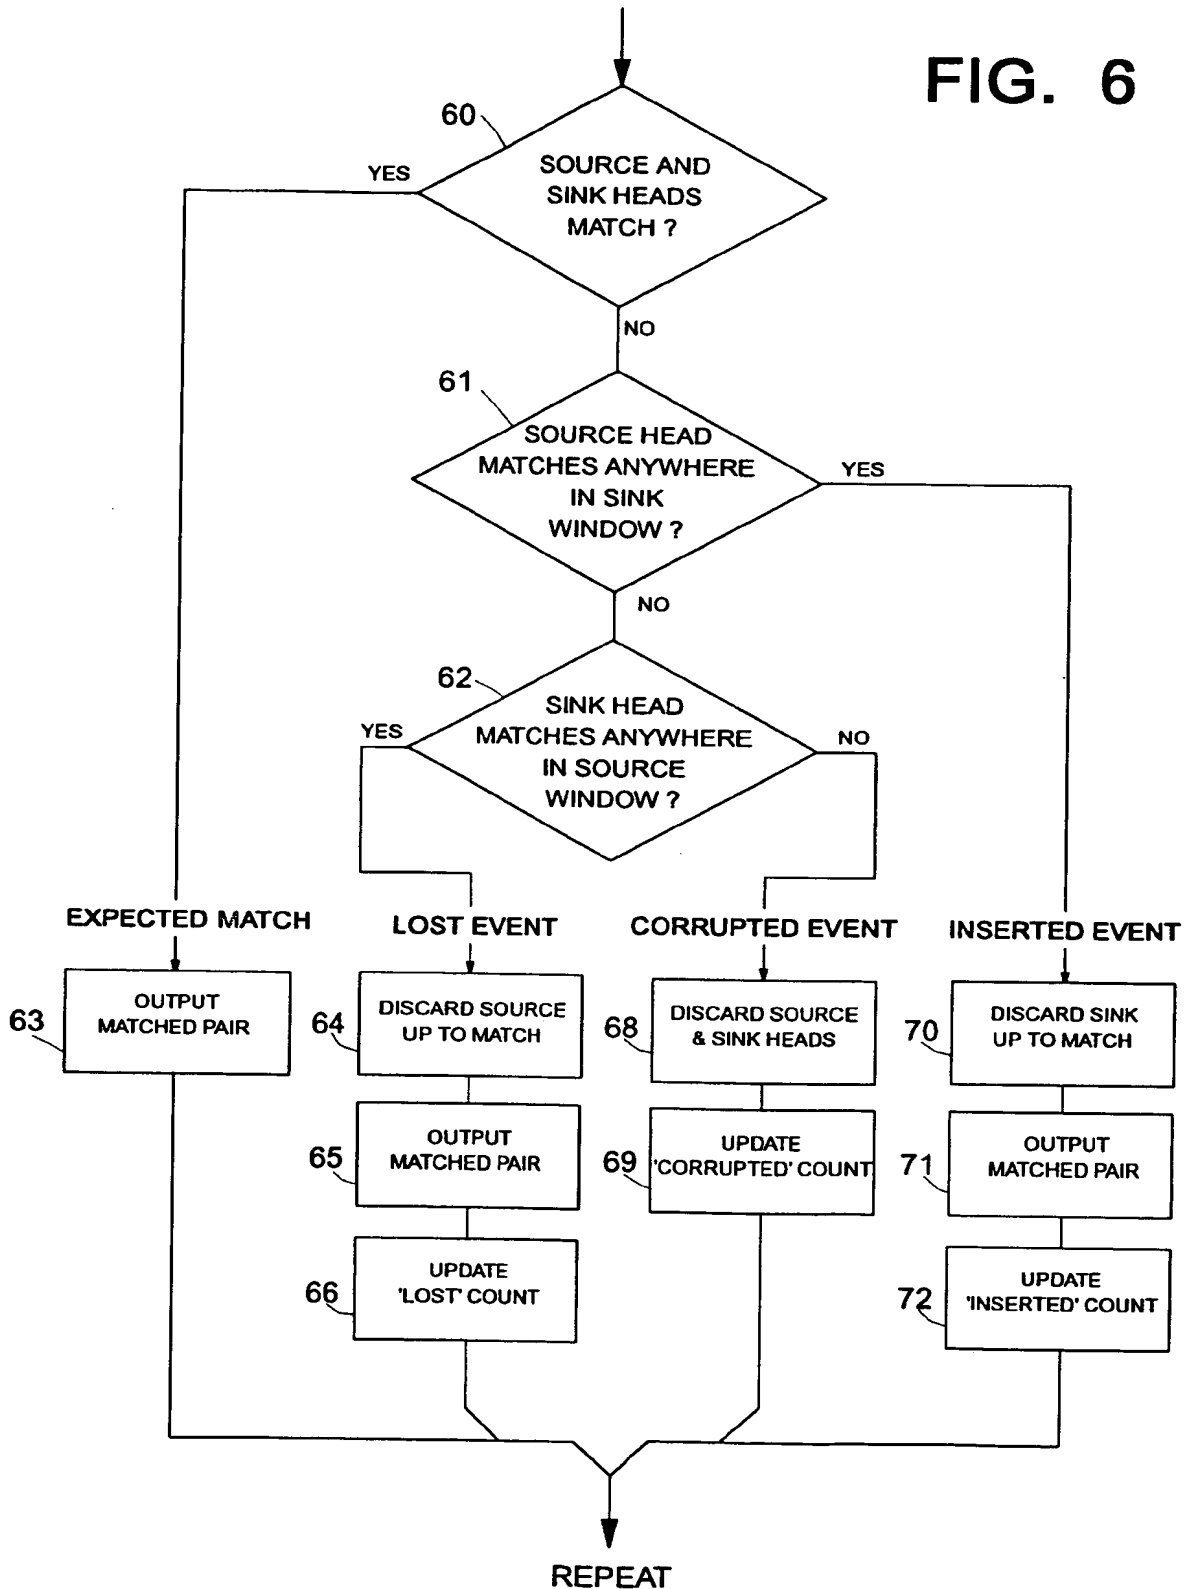 FIG. 6
60
SOURCE AND
SINK HEADS
MATCH ?
YES
NO
61
SOURCE HEAD
MATCHES ANYWHERE
IN SINK
WINDOW ?
YES
NO
62
SINK HEAD
MATCHES ANYWHERE
IN SOURCE
WINDOW ?
YES
NO
EXPECTED MATCH
63
OUTPUT
MATCHED PAIR
LOST EVENT
64
DISCARD SOURCE
UP TO MATCH
65
OUTPUT
MATCHED PAIR
66
UPDATE
'LOST' COUNT
CORRUPTED EVENT
68
DISCARD SOURCE
& SINK HEADS
69
UPDATE
'CORRUPTED' COUNT
INSERTED EVENT
70
DISCARD SINK
UP TO MATCH
71
OUTPUT
MATCHED PAIR
72
UPDATE
'INSERTED' COUNT
REPEAT